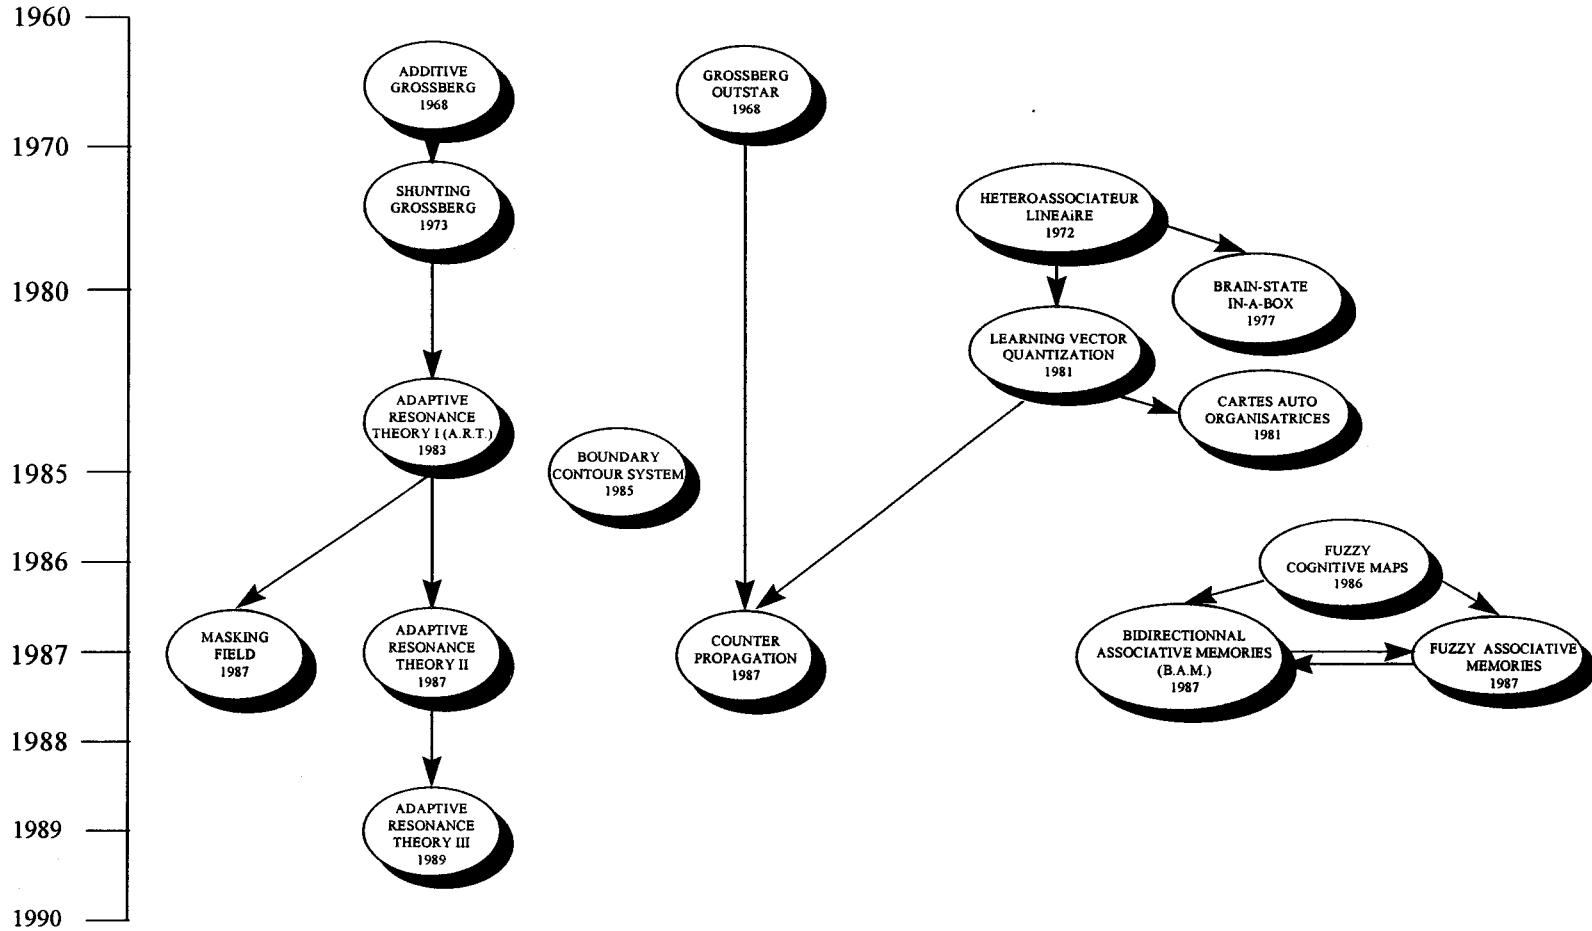 1960
1970
1980
1985
1986
1987
1988
1989
1990
ADDITIVE
GROSSBERG
1968
GROSSBERG
OUTSTAR
1968
SHUNTING
GROSSBERG
1973
HETEROASSOCIATEUR
LINEAiRE
1972
BRAIN-STATE
IN-A-BOX
1977
LEARNING VECTOR
QUANTIZATION
1981
CARTES AUTO
ORGANISATRICES
1981
ADAPTIVE
RESONANCE
THEORY I (A.R.T.)
1983
BOUNDARY
CONTOUR SYSTEM
1985
FUZZY
COGNITIVE MAPS
1986
MASKING
FIELD
1987
ADAPTIVE
RESONANCE
THEORY II
1987
COUNTER
PROPAGATION
1987
BIDIRECTIONNAL
ASSOCIATIVE MEMORIES
(B.A.M.)
1987
FUZZY ASSOCIATIVE
MEMORIES
1987
ADAPTIVE
RESONANCE
THEORY III
1989